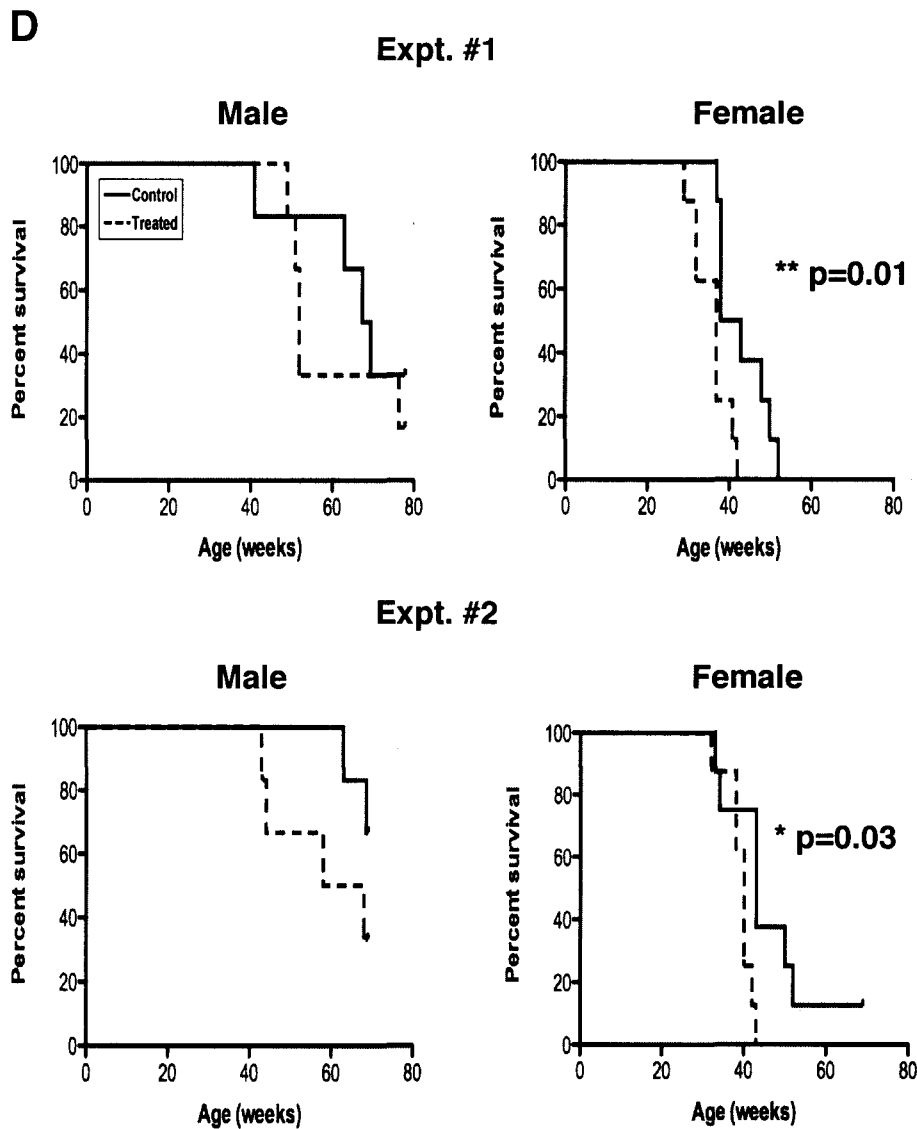 D
Expt. #1
Male
Female
Percent survival
100
80
60
40
20
0
Control
Treated
0 20 40 60 80
Age (weeks)
Percent survival
100
80
60
40
20
0
** p=0.01
0 20 40 60 80
Age (weeks)
Expt. #2
Male
Female
Percent survival
100
80
60
40
20
0
0 20 40 60 80
Age (weeks)
Percent survival
100
80
60
40
20
0
* p=0.03
0 20 40 60 80
Age (weeks)